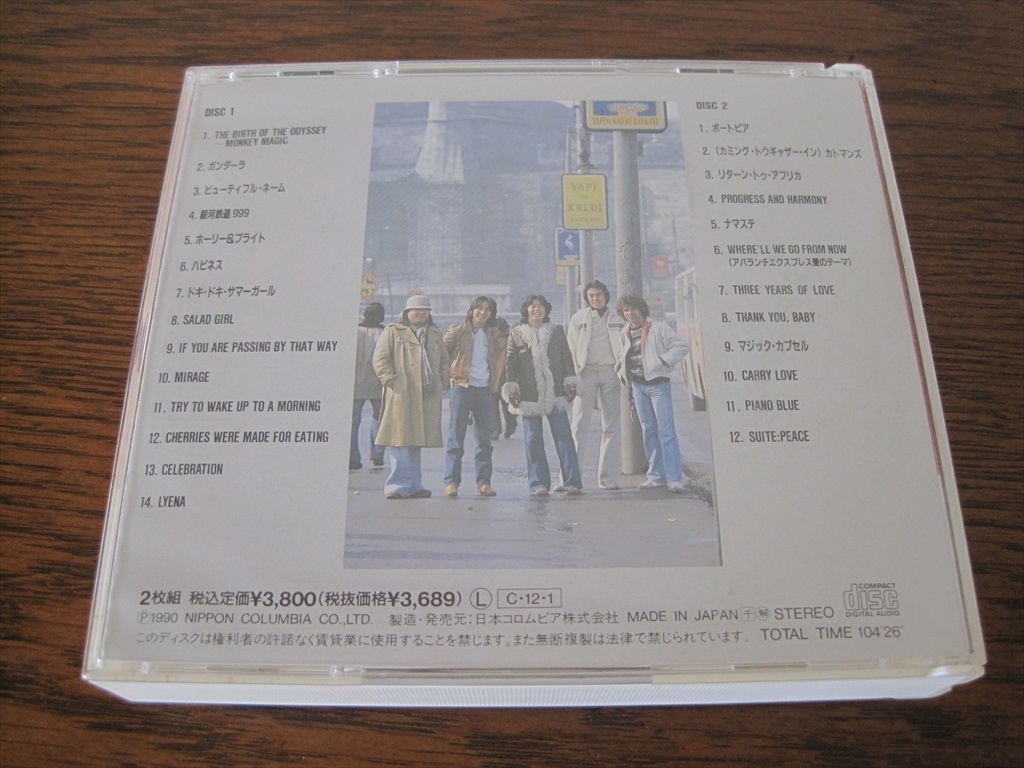 DISC 1
1. THE BIRTH OF THE ODYSSEY
—MONKEY MAGIC
2. ガンダーラ
3. ビューティフル・ネーム
4. 銀河鉄道999
5. ホーリー&ブライト
6. ハピネス
7. ドキ・ドキ・サマーガール
8. SALAD GIRL
9. IF YOU ARE PASSING BY THAT WAY
10. MIRAGE
11. TRY TO WAKE UP TO A MORNING
12. CHERRIES WERE MADE FOR EATING
13. CELEBRATION
14. LYENA
YAPI
KREDİ
DISC 2
1. ポートピア
2.(カミング・トゥギャザー・イン)カトマンズ
3. リターン・トゥ・アフリカ
4. PROGRESS AND HARMONY
5. ナマステ
6. WHERE'LL WE GO FROM NOW
(アバランチエクスプレス愛のテーマ)
7. THREE YEARS OF LOVE
8. THANK YOU, BABY
9. マジック・カプセル
10. CARRY LOVE
11. PIANO BLUE
12. SUITE:PEACE
2枚組 税込定価¥3,800(税抜価格¥3,689) Ⓛ C・12・1
Ⓟ1990 NIPPON COLUMBIA CO.,LTD. 製造・発売元:日本コロムビア株式会社 MADE IN JAPAN STEREO
COMPACT
disc
DIGITAL AUDIO
このディスクは権利者の許諾なく賃貸業に使用することを禁じます。また無断複製は法律で禁じられています。 TOTAL TIME 104'26"